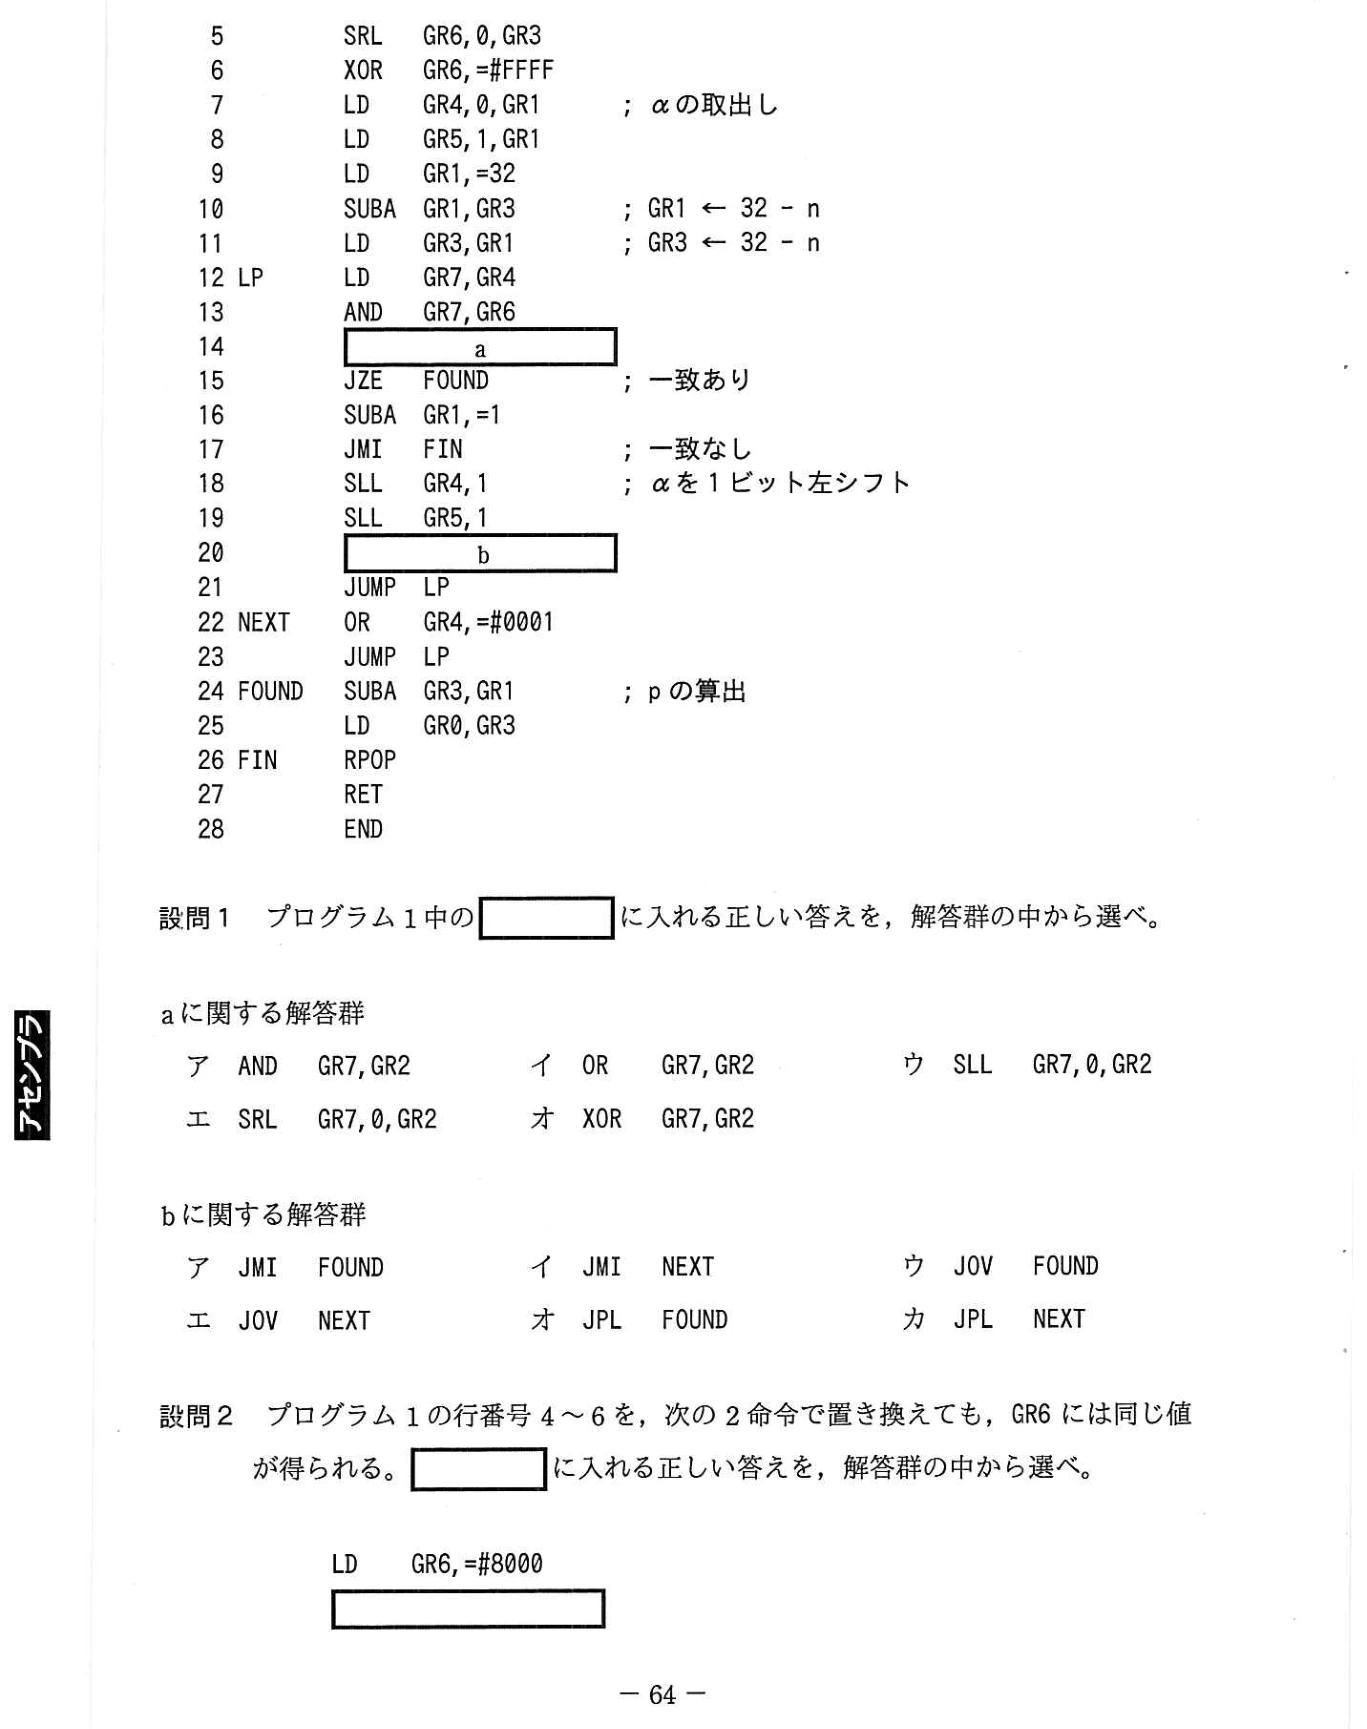 5 SRL GR6,0,GR3
6 XOR GR6,=#FFFF
7 LD GR4,0,GR1 ; αの取出し
8 LD GR5,1,GR1
9 LD GR1,=32
10 SUBA GR1,GR3 ; GR1 ← 32 - n
11 LD GR3,GR1 ; GR3 ← 32 - n
12 LP LD GR7,GR4
13 AND GR7,GR6
14 a
15 JZE FOUND ; 一致あり
16 SUBA GR1,=1
17 JMI FIN ; 一致なし
18 SLL GR4,1 ; αを1ビット左シフト
19 SLL GR5,1
20 b
21 JUMP LP
22 NEXT OR GR4,=#0001
23 JUMP LP
24 FOUND SUBA GR3,GR1 ; pの算出
25 LD GR0,GR3
26 FIN RPOP
27 RET
28 END
設問1 プログラム1中の に入れる正しい答えを，解答群の中から選べ。
アセンブラ
aに関する解答群
ア AND GR7,GR2 イ OR GR7,GR2 ウ SLL GR7,0,GR2
エ SRL GR7,0,GR2 オ XOR GR7,GR2
bに関する解答群
ア JMI FOUND イ JMI NEXT ウ JOV FOUND
エ JOV NEXT オ JPL FOUND カ JPL NEXT
設問2 プログラム1の行番号4～6を，次の2命令で置き換えても，GR6には同じ値
が得られる。 に入れる正しい答えを，解答群の中から選べ。
LD GR6,=#8000
－ 64 －